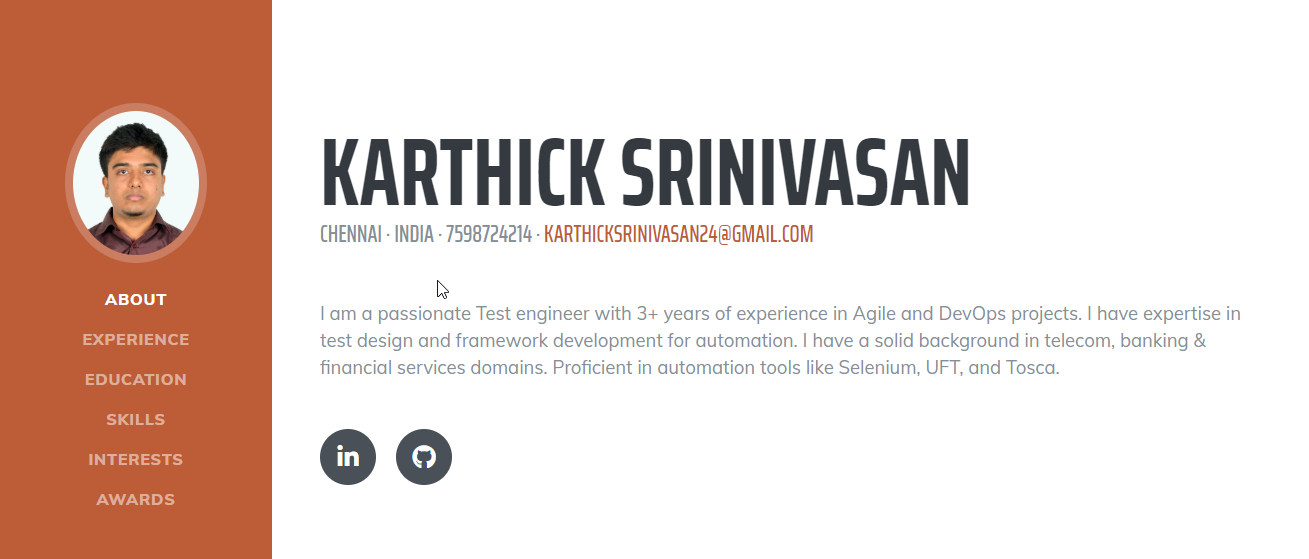 ABOUT
EXPERIENCE
EDUCATION
SKILLS
INTERESTS
AWARDS
KARTHICK SRINIVASAN
CHENNAI · INDIA · 7598724214 · KARTHICKSRINIVASAN24@GMAIL.COM
I am a passionate Test engineer with 3+ years of experience in Agile and DevOps projects. I have expertise in
test design and framework development for automation. I have a solid background in telecom, banking &
financial services domains. Proficient in automation tools like Selenium, UFT, and Tosca.
in